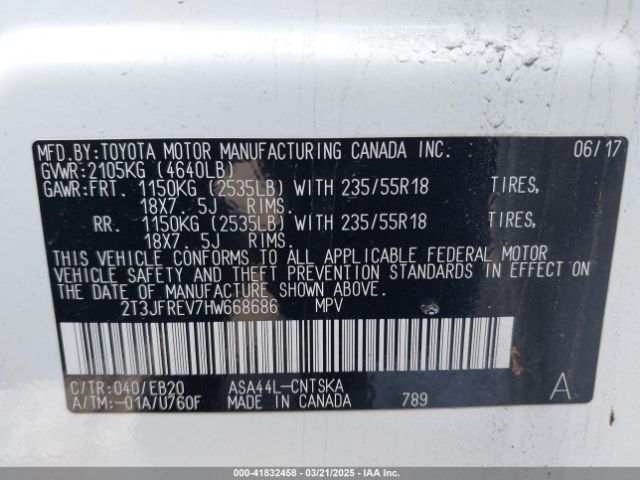 MFD.BY:TOYOTA MOTOR MANUFACTURING CANADA INC. 06/17
GVWR:2105KG (4640LB)
GAWR:FRT. 1150KG (2535LB) WITH 235/55R18 TIRES,
18X7.5J RIMS.
RR. 1150KG (2535LB) WITH 235/55R18 TIRES,
18X7.5J RIMS.
THIS VEHICLE CONFORMS TO ALL APPLICABLE FEDERAL MOTOR
VEHICLE SAFETY AND THEFT PREVENTION STANDARDS IN EFFECT ON
THE DATE OF MANUFACTURE SHOWN ABOVE.
2T3JFREV7HW668686 MPV
C/TR:040/EB20 ASA44L-CNTSKA A
A/TM:-01A/U760F MADE IN CANADA 789
000-41832458 - 03/21/2025 - IAAI.COM